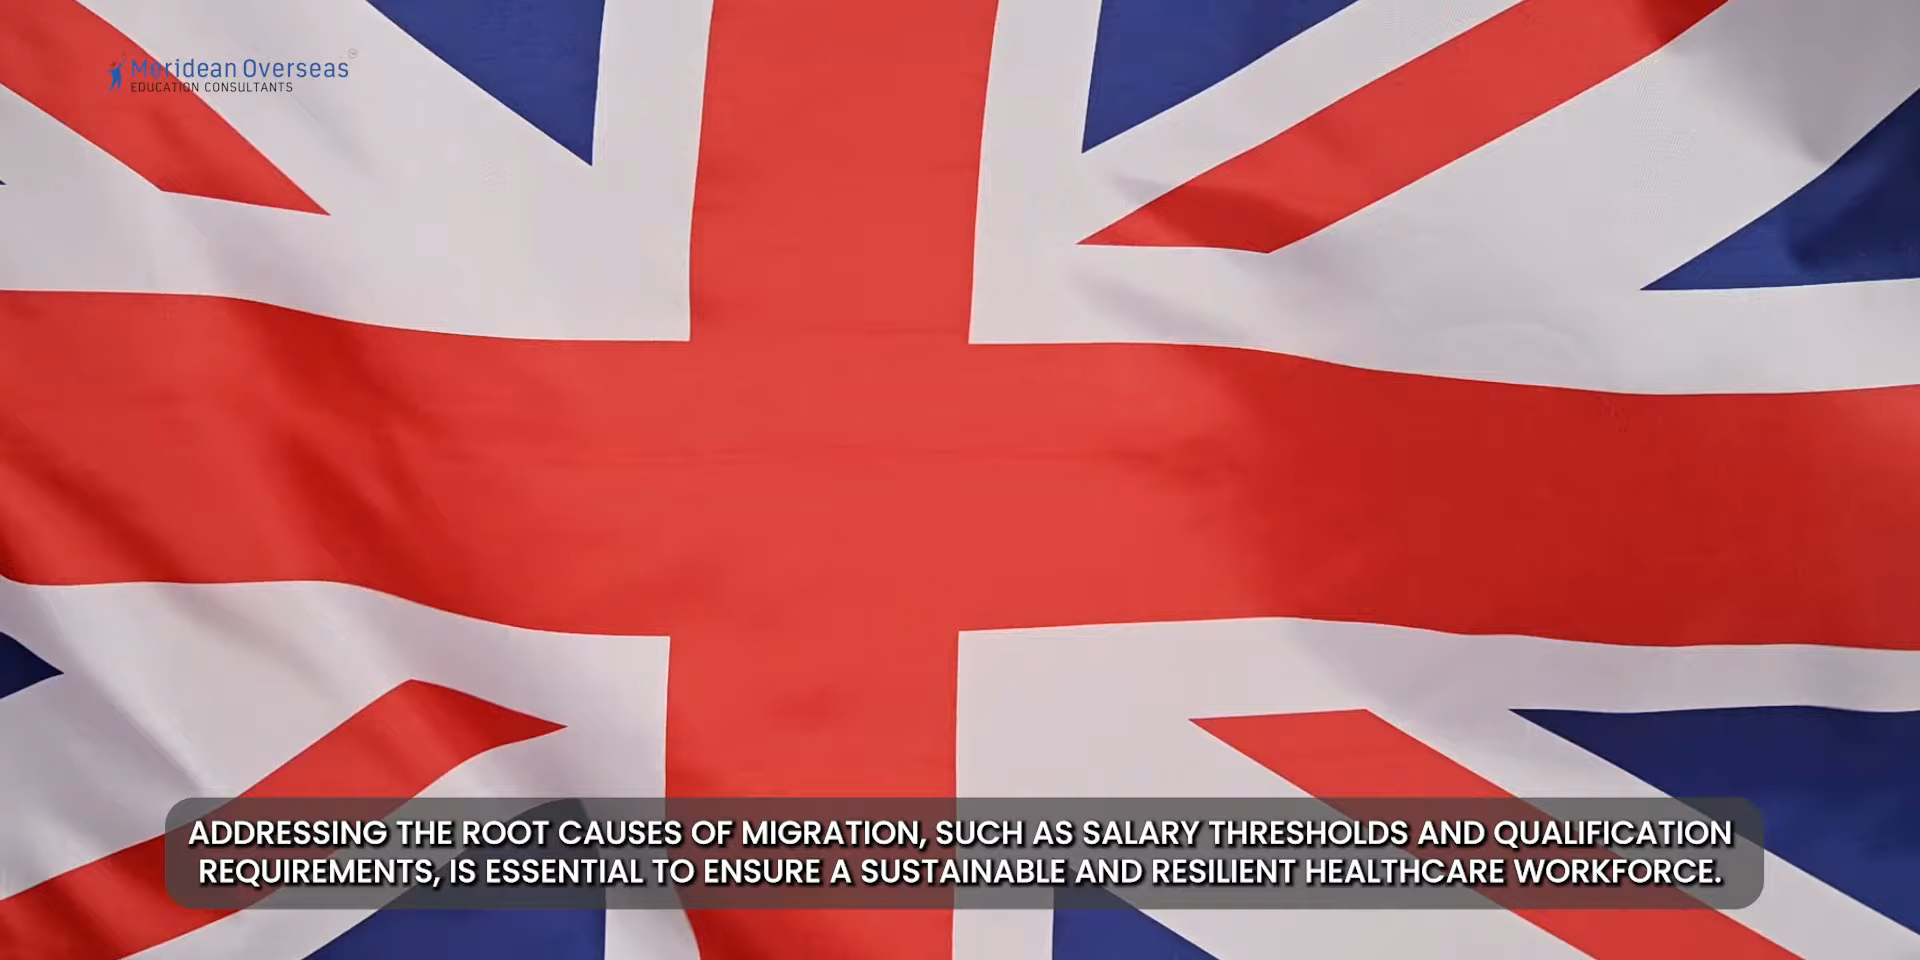 Meridean Overseas
EDUCATION CONSULTANTS
ADDRESSING THE ROOT CAUSES OF MIGRATION, SUCH AS SALARY THRESHOLDS AND QUALIFICATION
REQUIREMENTS, IS ESSENTIAL TO ENSURE A SUSTAINABLE AND RESILIENT HEALTHCARE WORKFORCE.